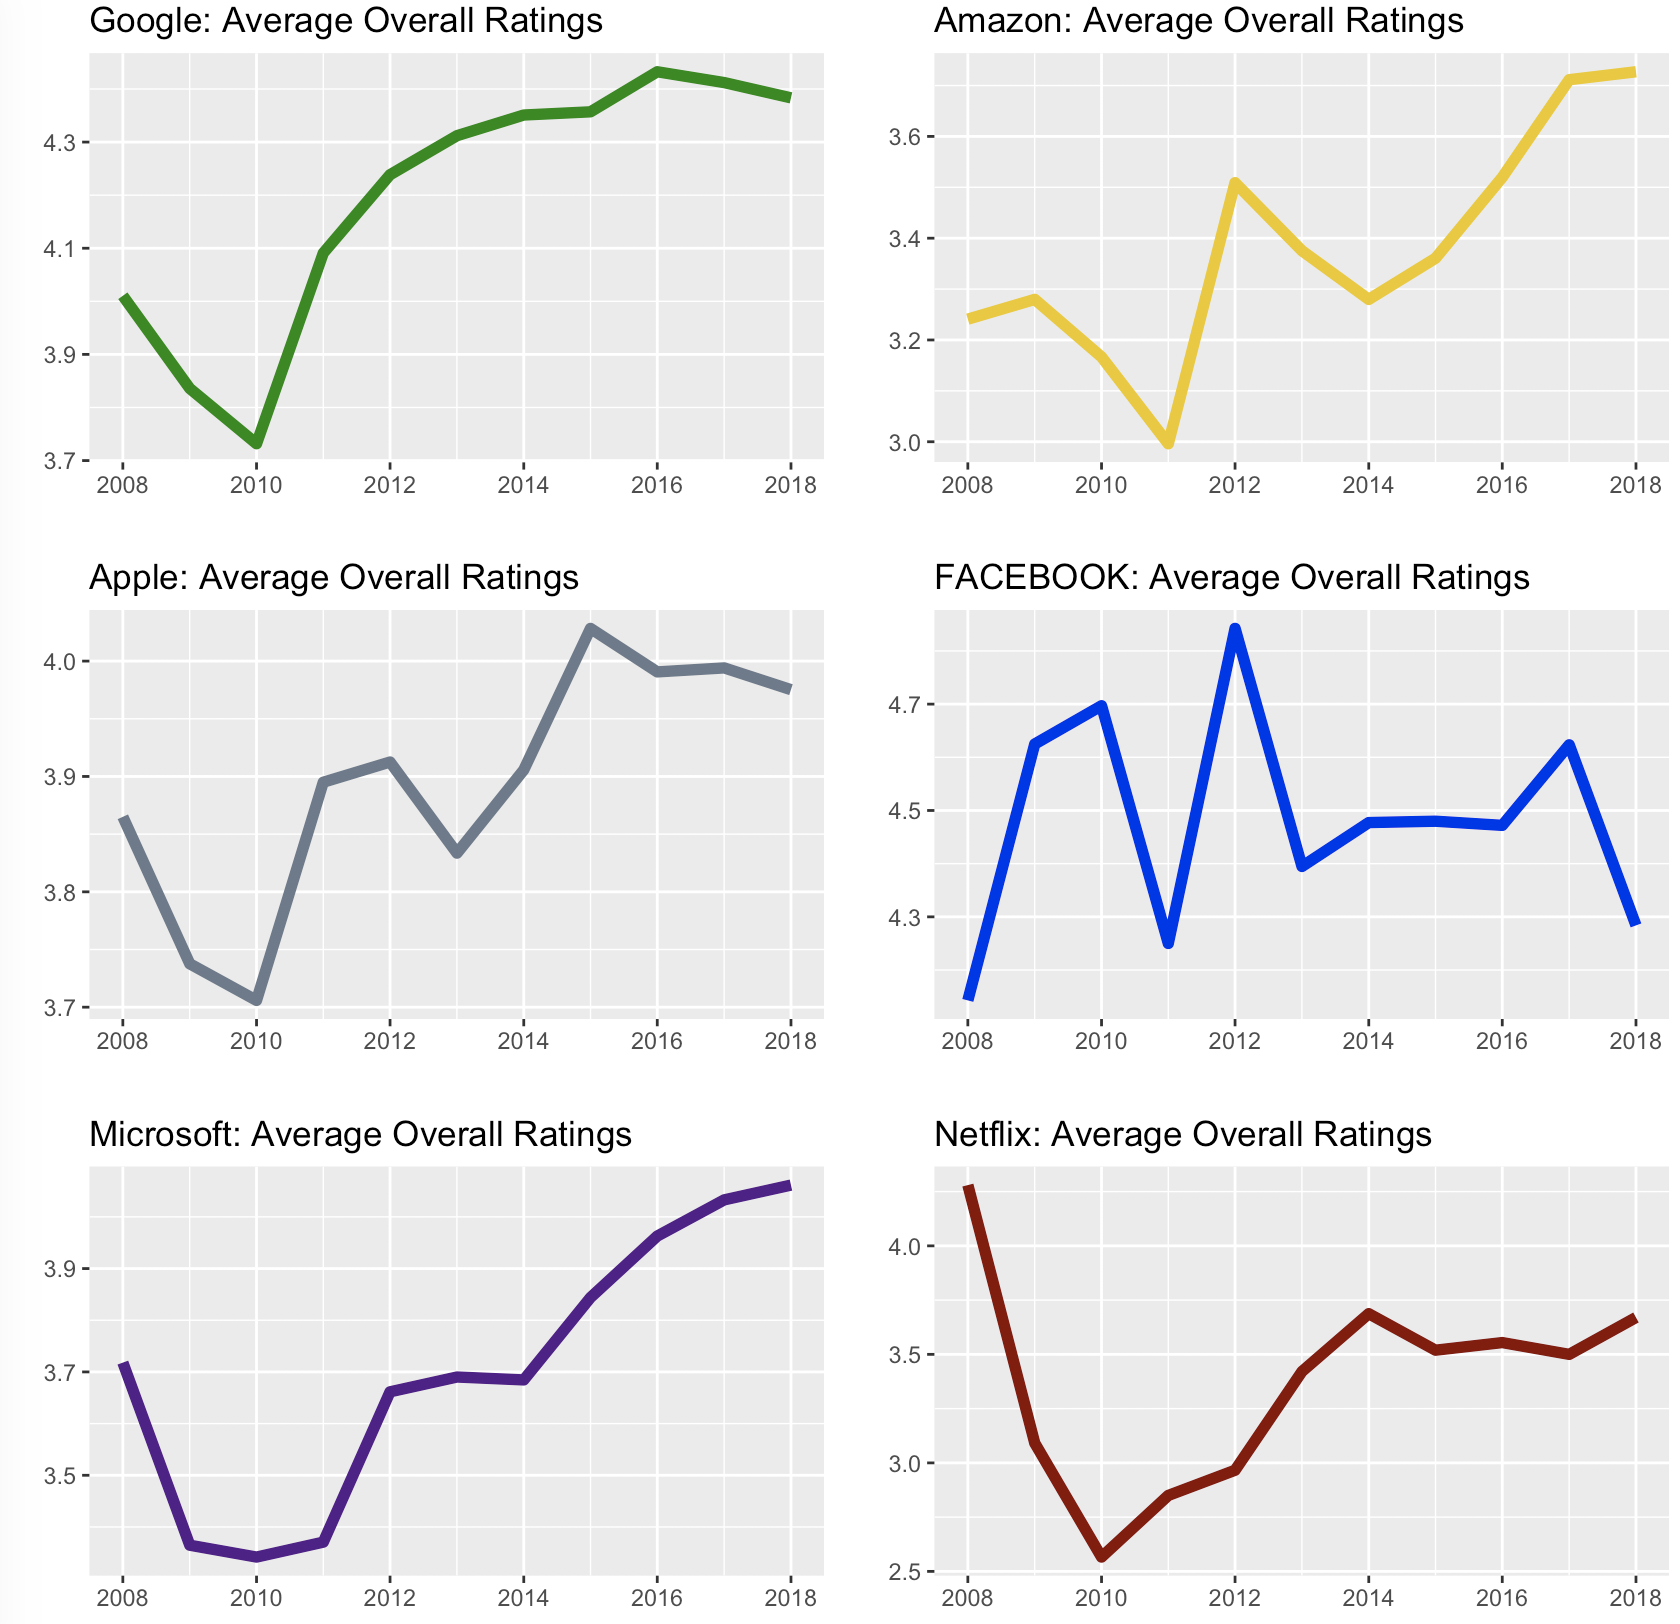 Google: Average Overall Ratings
4.3
4.1
3.9
3.7
2008 2010 2012 2014 2016 2018
Amazon: Average Overall Ratings
3.6
3.4
3.2
3.0
2008 2010 2012 2014 2016 2018
Apple: Average Overall Ratings
4.0
3.9
3.8
3.7
2008 2010 2012 2014 2016 2018
FACEBOOK: Average Overall Ratings
4.7
4.5
4.3
2008 2010 2012 2014 2016 2018
Microsoft: Average Overall Ratings
3.9
3.7
3.5
2008 2010 2012 2014 2016 2018
Netflix: Average Overall Ratings
4.0
3.5
3.0
2.5
2008 2010 2012 2014 2016 2018